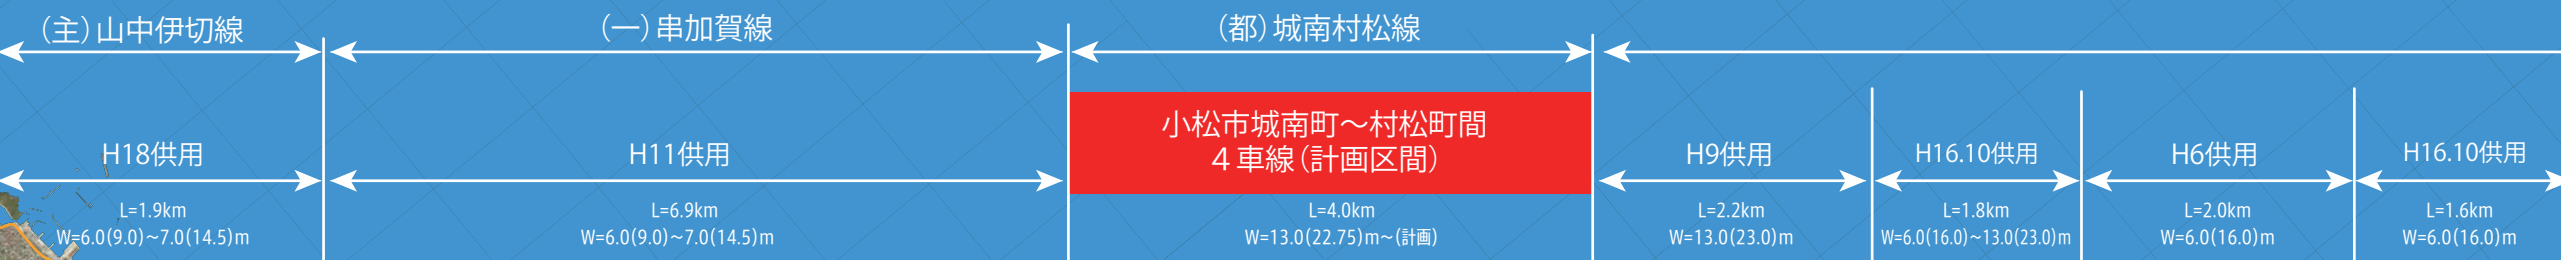 (主)山中伊切線
(一)串加賀線
(都)城南村松線
小松市城南町～村松町間
４車線(計画区間)
H18供用
H11供用
H9供用
H16.10供用
H6供用
H16.10供用
L=1.9km
W=6.0(9.0)~7.0(14.5)m
L=6.9km
W=6.0(9.0)~7.0(14.5)m
L=4.0km
W=13.0(22.75)m~(計画)
L=2.2km
W=13.0(23.0)m
L=1.8km
W=6.0(16.0)~13.0(23.0)m
L=2.0km
W=6.0(16.0)m
L=1.6km
W=6.0(16.0)m